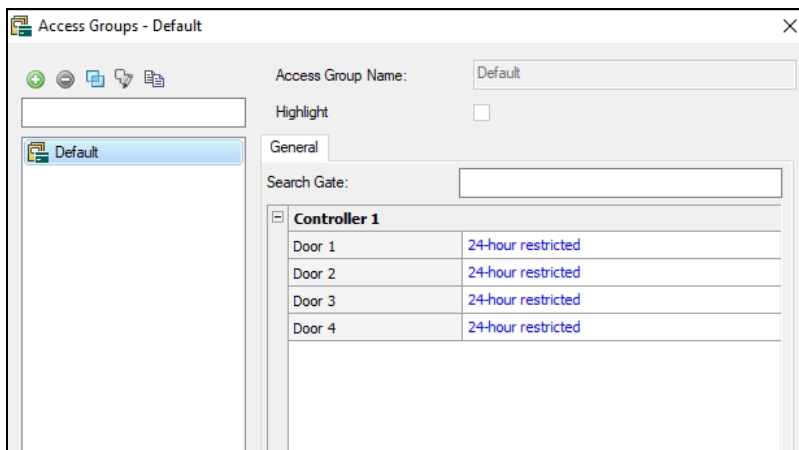 Access Groups - Default
Access Group Name: Default
Highlight
Default
General
Search Gate:
Controller 1
Door 1 24-hour restricted
Door 2 24-hour restricted
Door 3 24-hour restricted
Door 4 24-hour restricted